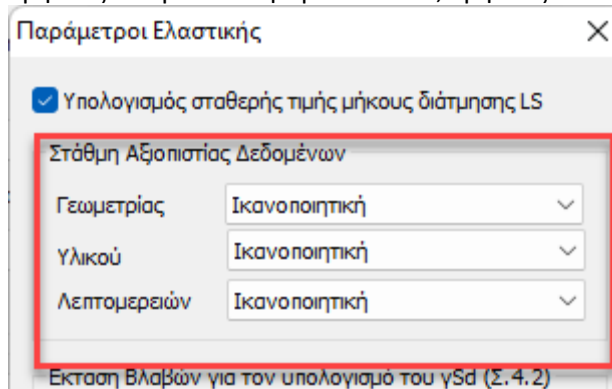 Παράμετροι Ελαστικής
Υπολογισμός σταθερής τιμής μήκους διάτμησης LS
Στάθμη Αξιοπιστίας Δεδομένων
Γεωμετρίας Ικανοποιητική
Υλικού Ικανοποιητική
Λεπτομερειών Ικανοποιητική
Εκταση Βλαβών για τον υπολογισμό του γSd (Σ.4.2)